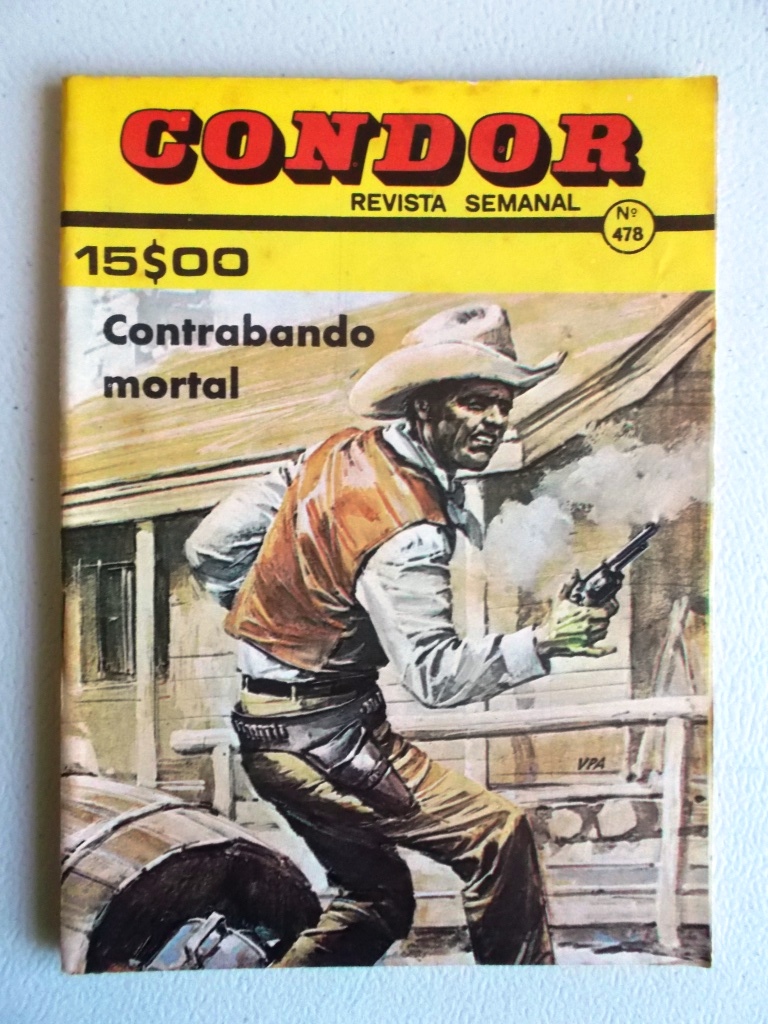 CONDOR
REVISTA SEMANAL
Nº
478
15$00
Contrabando
mortal
VPA